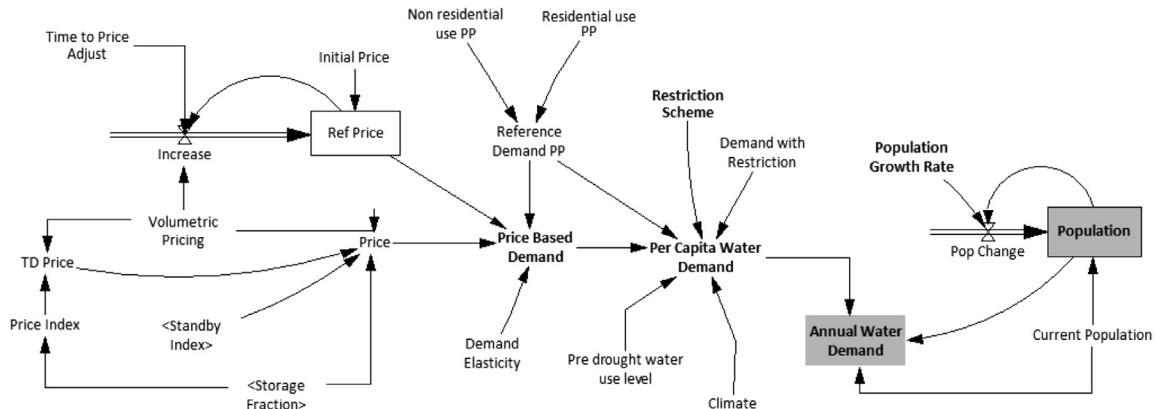 Non residential
use PP
Residential use
PP
Time to Price
Adjust
Initial Price
Restriction
Scheme
Ref Price
Increase
Reference
Demand PP
Demand with
Restriction
Population
Growth Rate
Volumetric
Pricing
Price
Price Based
Demand
Per Capita Water
Demand
Pop Change
Population
TD Price
Price Index
<Standby
Index>
Demand
Elasticity
Pre drought water
use level
Annual Water
Demand
Current Population
<Storage
Fraction>
Climate